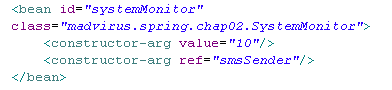 <bean id="systemMonitor"
class="madvirus.spring.chap02.SystemMonitor">
<constructor-arg value="10"/>
<constructor-arg ref="smsSender"/>
</bean>